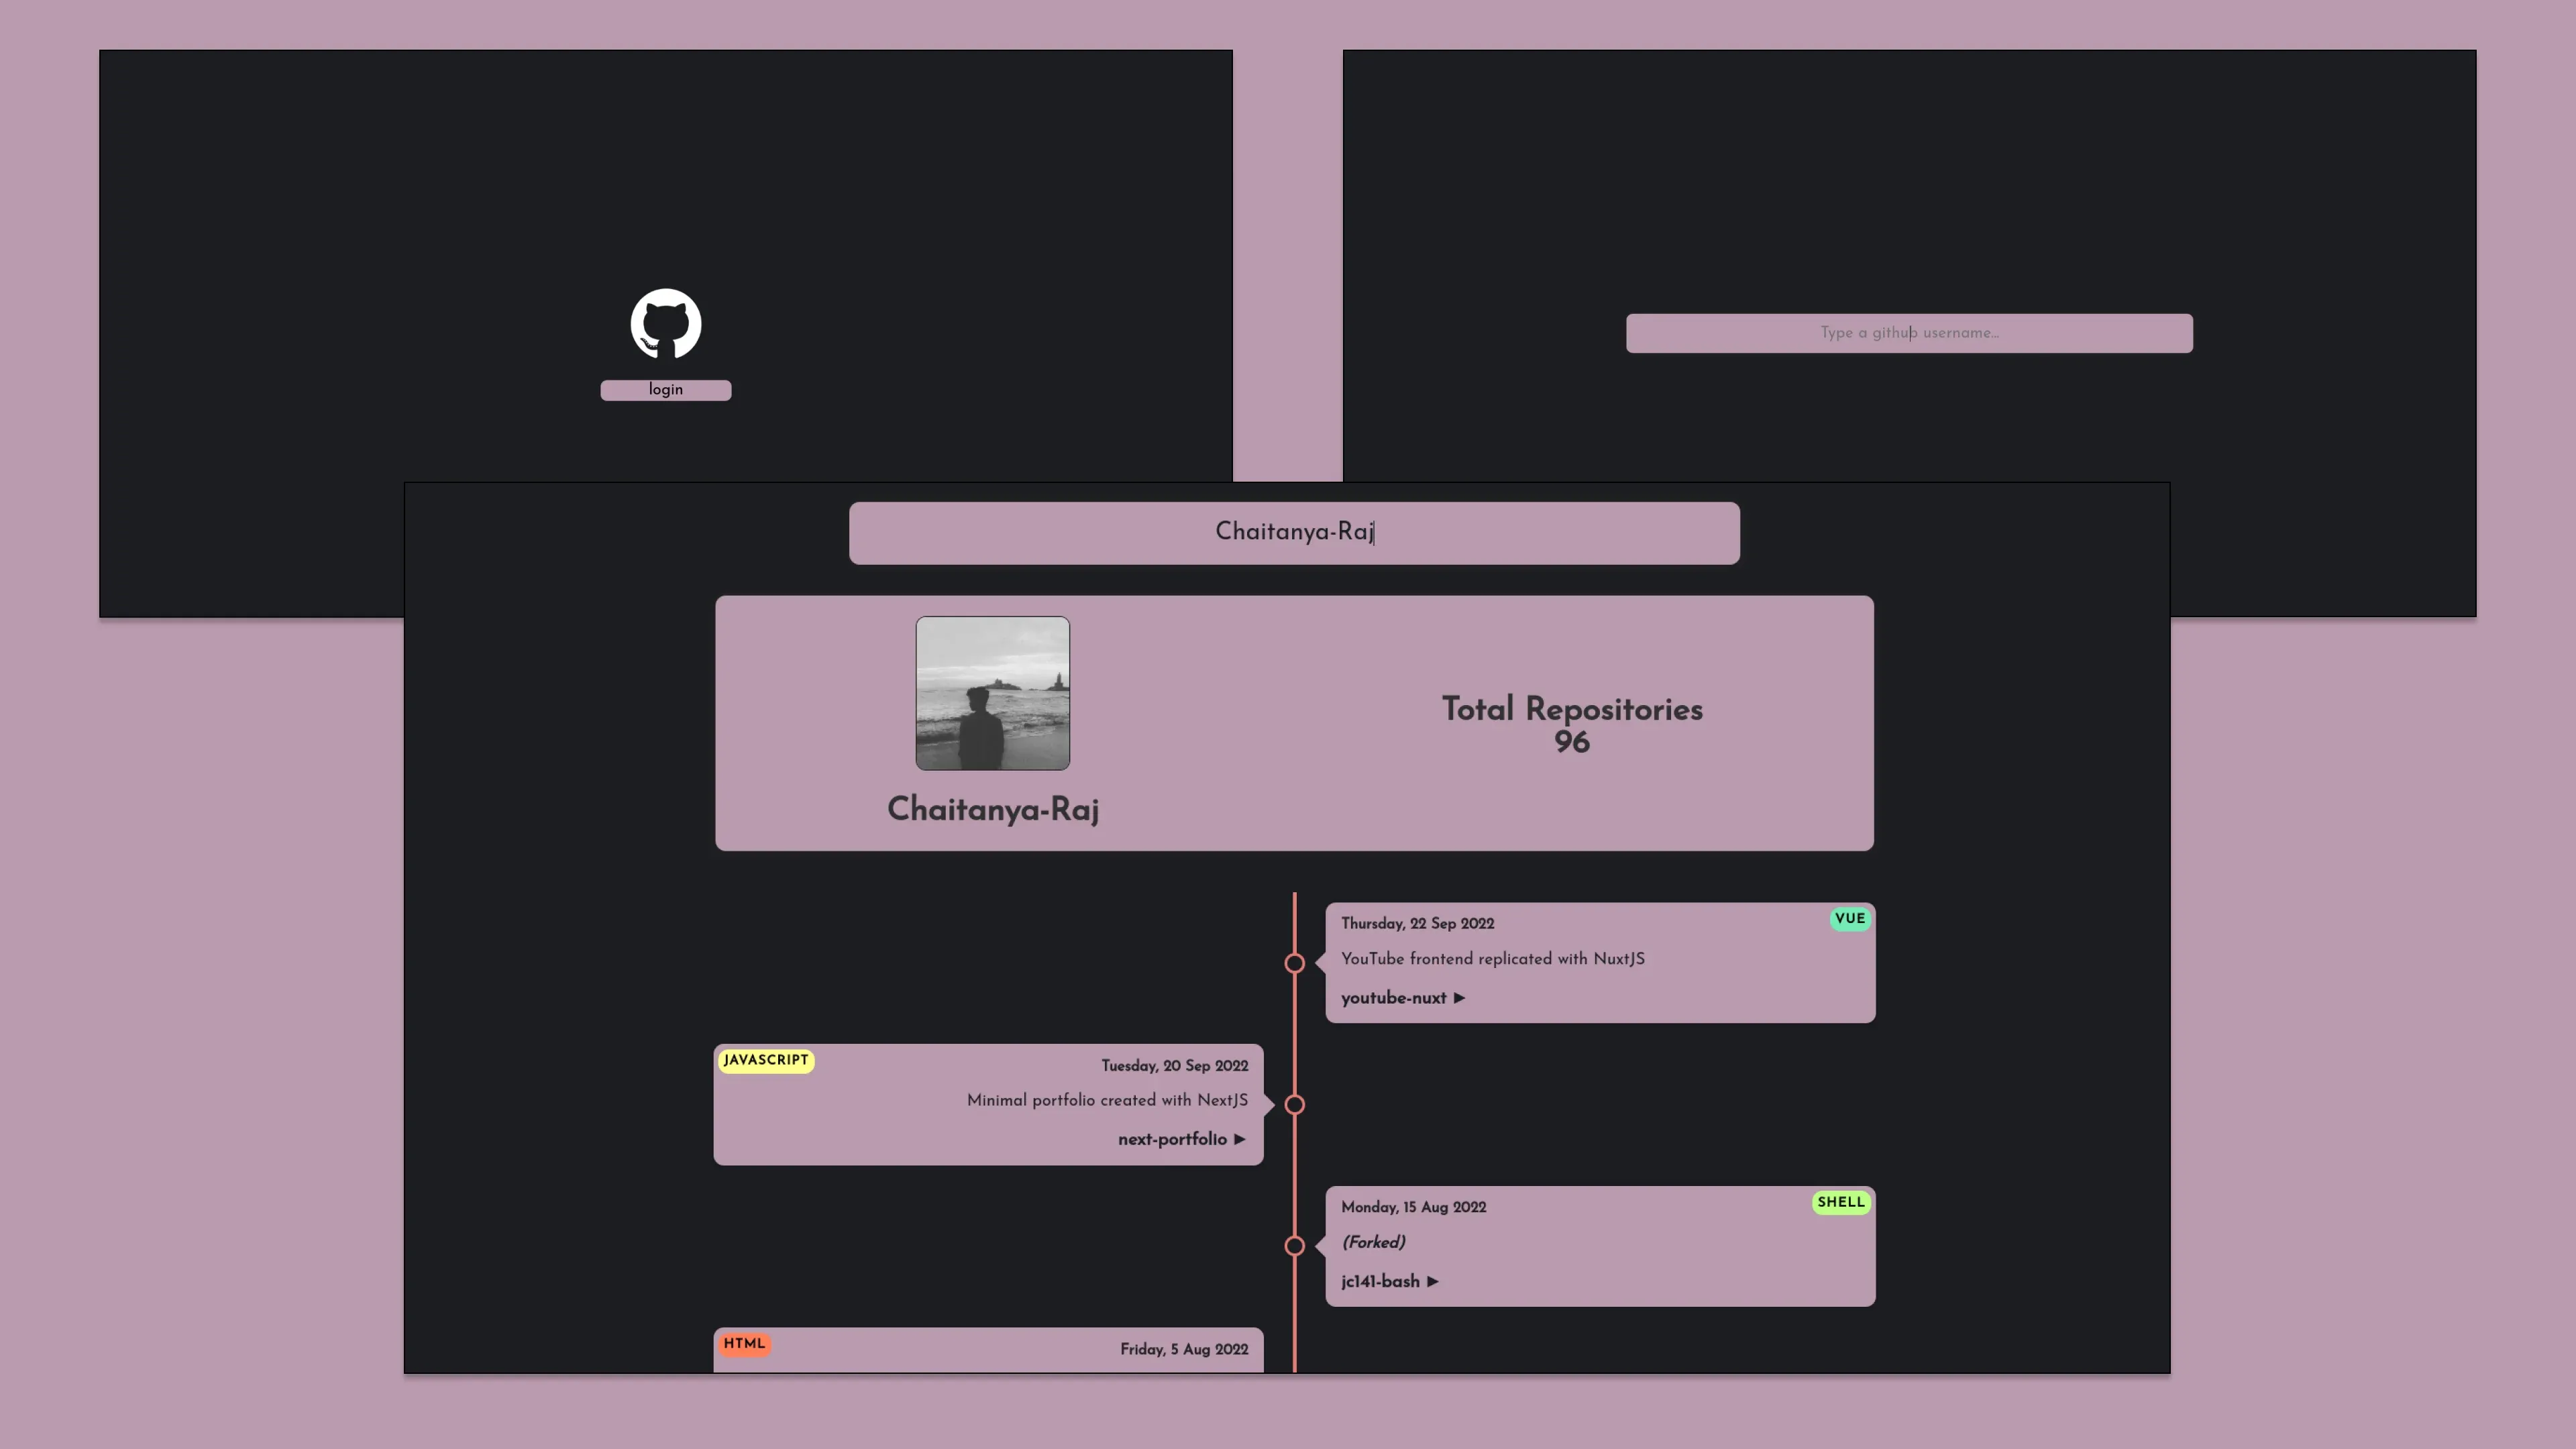 login
Type a github username...
Chaitanya-Raj
Chaitanya-Raj
Total Repositories
96
Thursday, 22 Sep 2022
VUE
YouTube frontend replicated with NuxtJS
youtube-nuxt ►
JAVASCRIPT
Tuesday, 20 Sep 2022
Minimal portfolio created with NextJS
next-portfolio ►
Monday, 15 Aug 2022
SHELL
(Forked)
jc141-bash ►
HTML
Friday, 5 Aug 2022